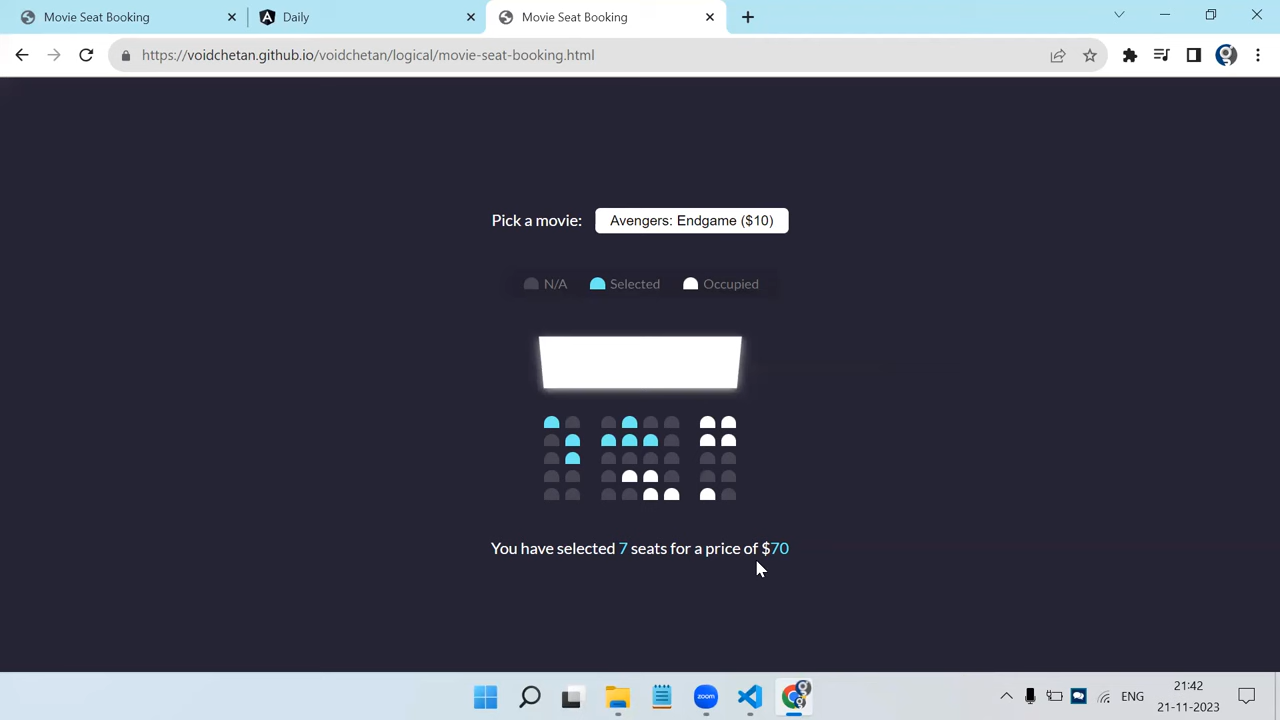 Movie Seat Booking
Daily
Movie Seat Booking
https://voidchetan.github.io/voidchetan/logical/movie-seat-booking.html
Pick a movie: Avengers: Endgame ($10)
N/A Selected Occupied
You have selected 7 seats for a price of $70
zoom
ENG
21:42
21-11-2023